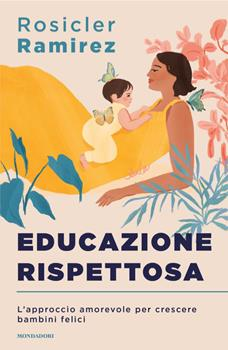 Rosicler
Ramirez
EDUCAZIONE
RISPETTOSA
L'approccio amorevole per crescere
bambini felici
MONDADORI